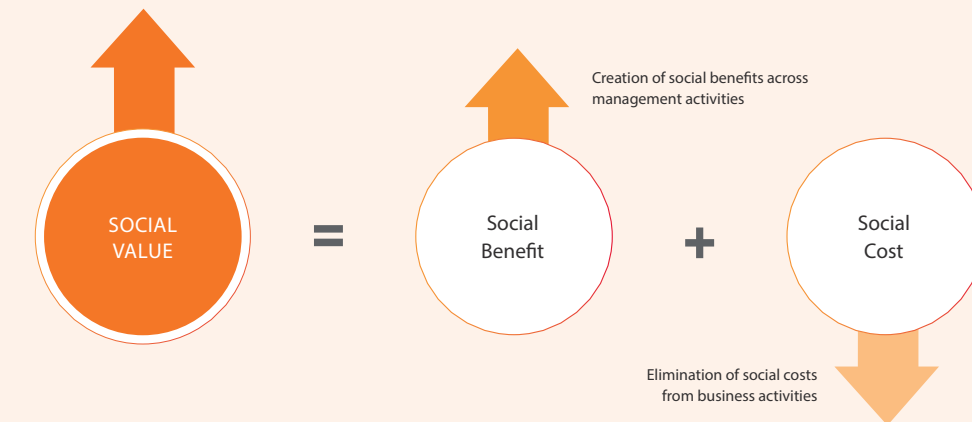 SOCIAL
VALUE
=
Social
Benefit
Creation of social benefits across
management activities
+
Social
Cost
Elimination of social costs
from business activities